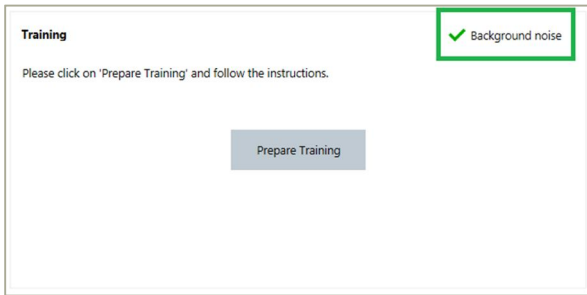 Training
Background noise
Please click on 'Prepare Training' and follow the instructions.
Prepare Training